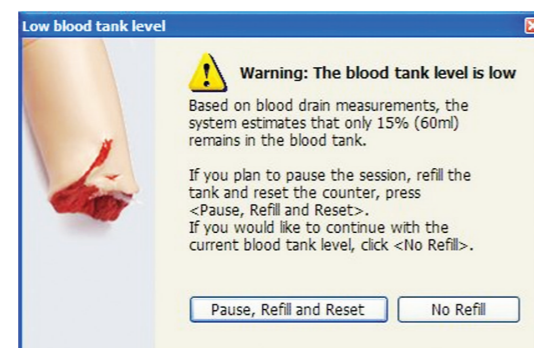 Low blood tank level
Warning: The blood tank level is low
Based on blood drain measurements, the
system estimates that only 15% (60ml)
remains in the blood tank.
If you plan to pause the session, refill the
tank and reset the counter, press
<Pause, Refill and Reset>.
If you would like to continue with the
current blood tank level, click <No Refill>.
Pause, Refill and Reset
No Refill